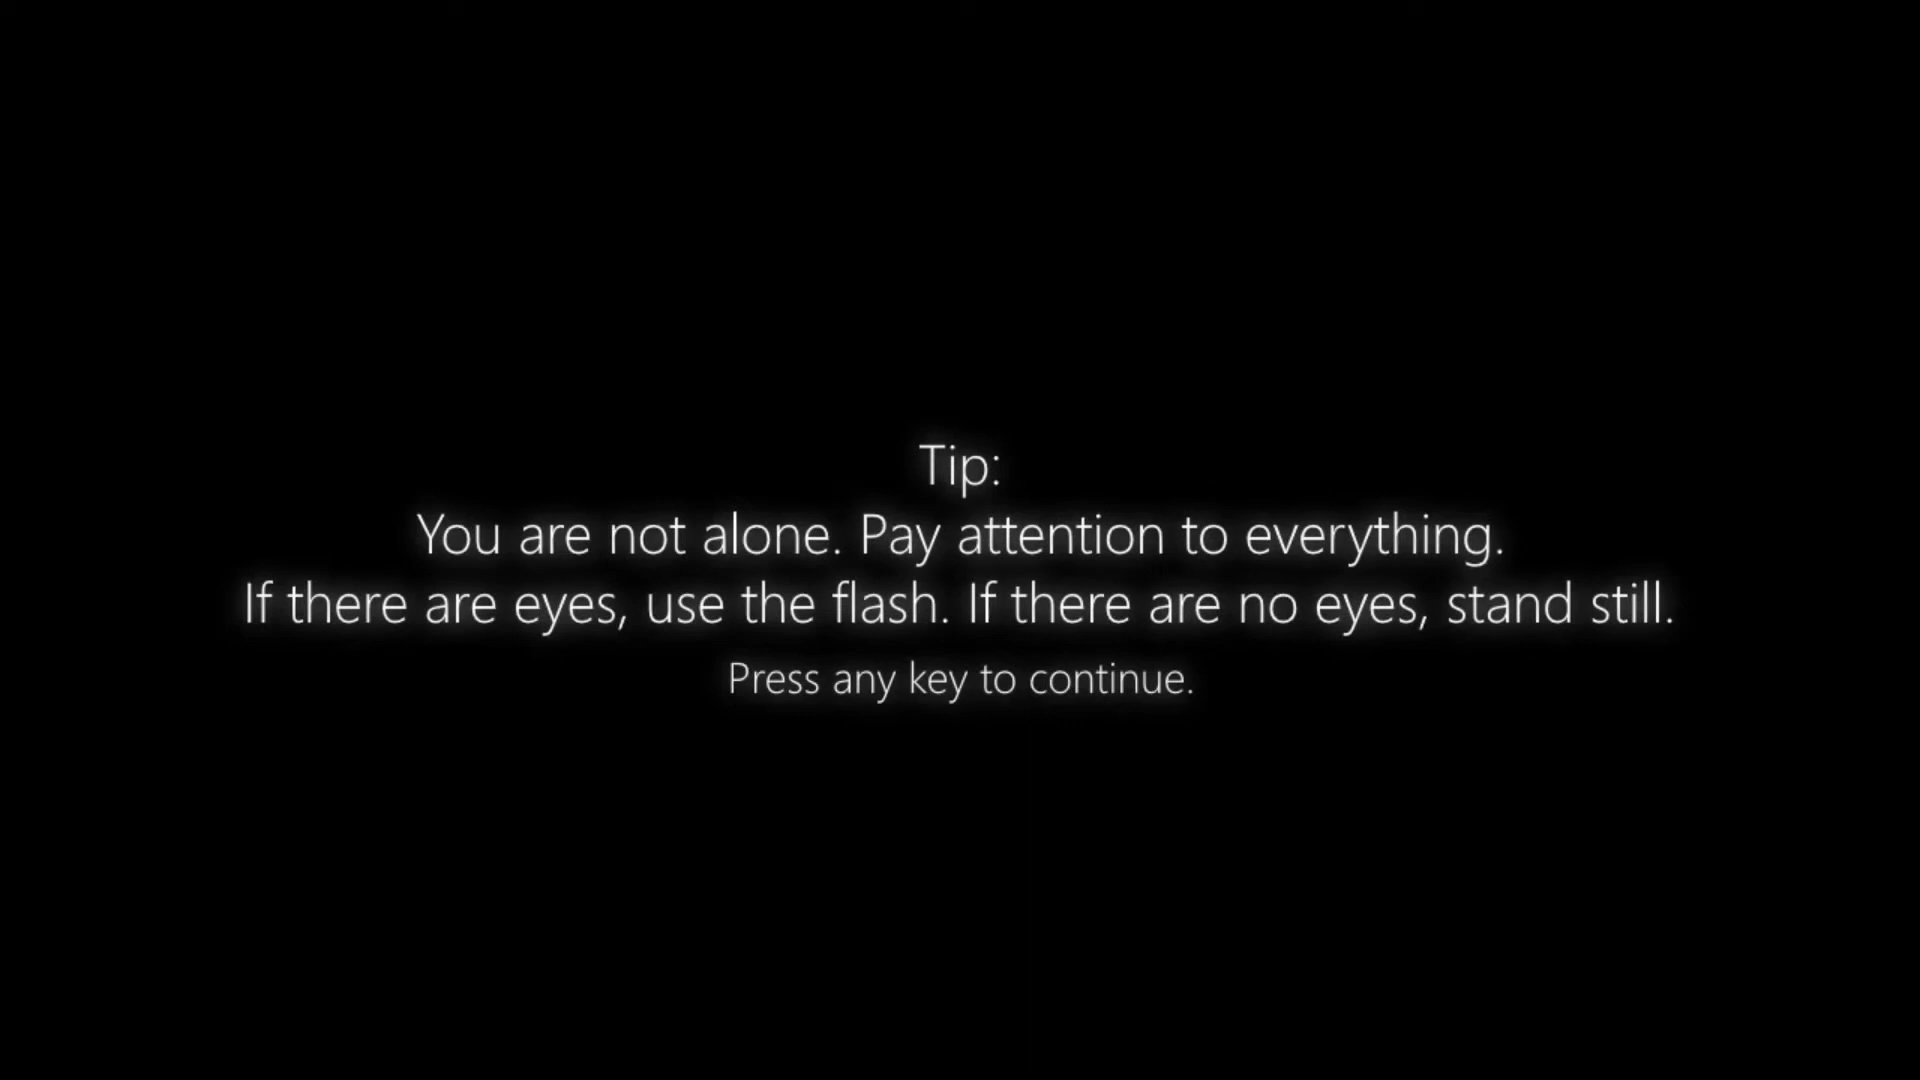 Tip:
You are not alone. Pay attention to everything.
If there are eyes, use the flash. If there are no eyes, stand still.
Press any key to continue.